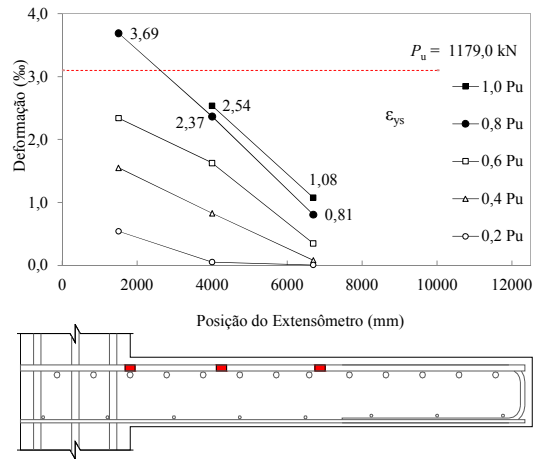 4,0
3,0
2,0
1,0
0,0
Deformação (‰)
3,69
2,37
2,54
1,08
0,81
Pu = 1179,0 kN
εys
1,0 Pu
0,8 Pu
0,6 Pu
0,4 Pu
0,2 Pu
0 2000 4000 6000 8000 10000 12000
Posição do Extensômetro (mm)